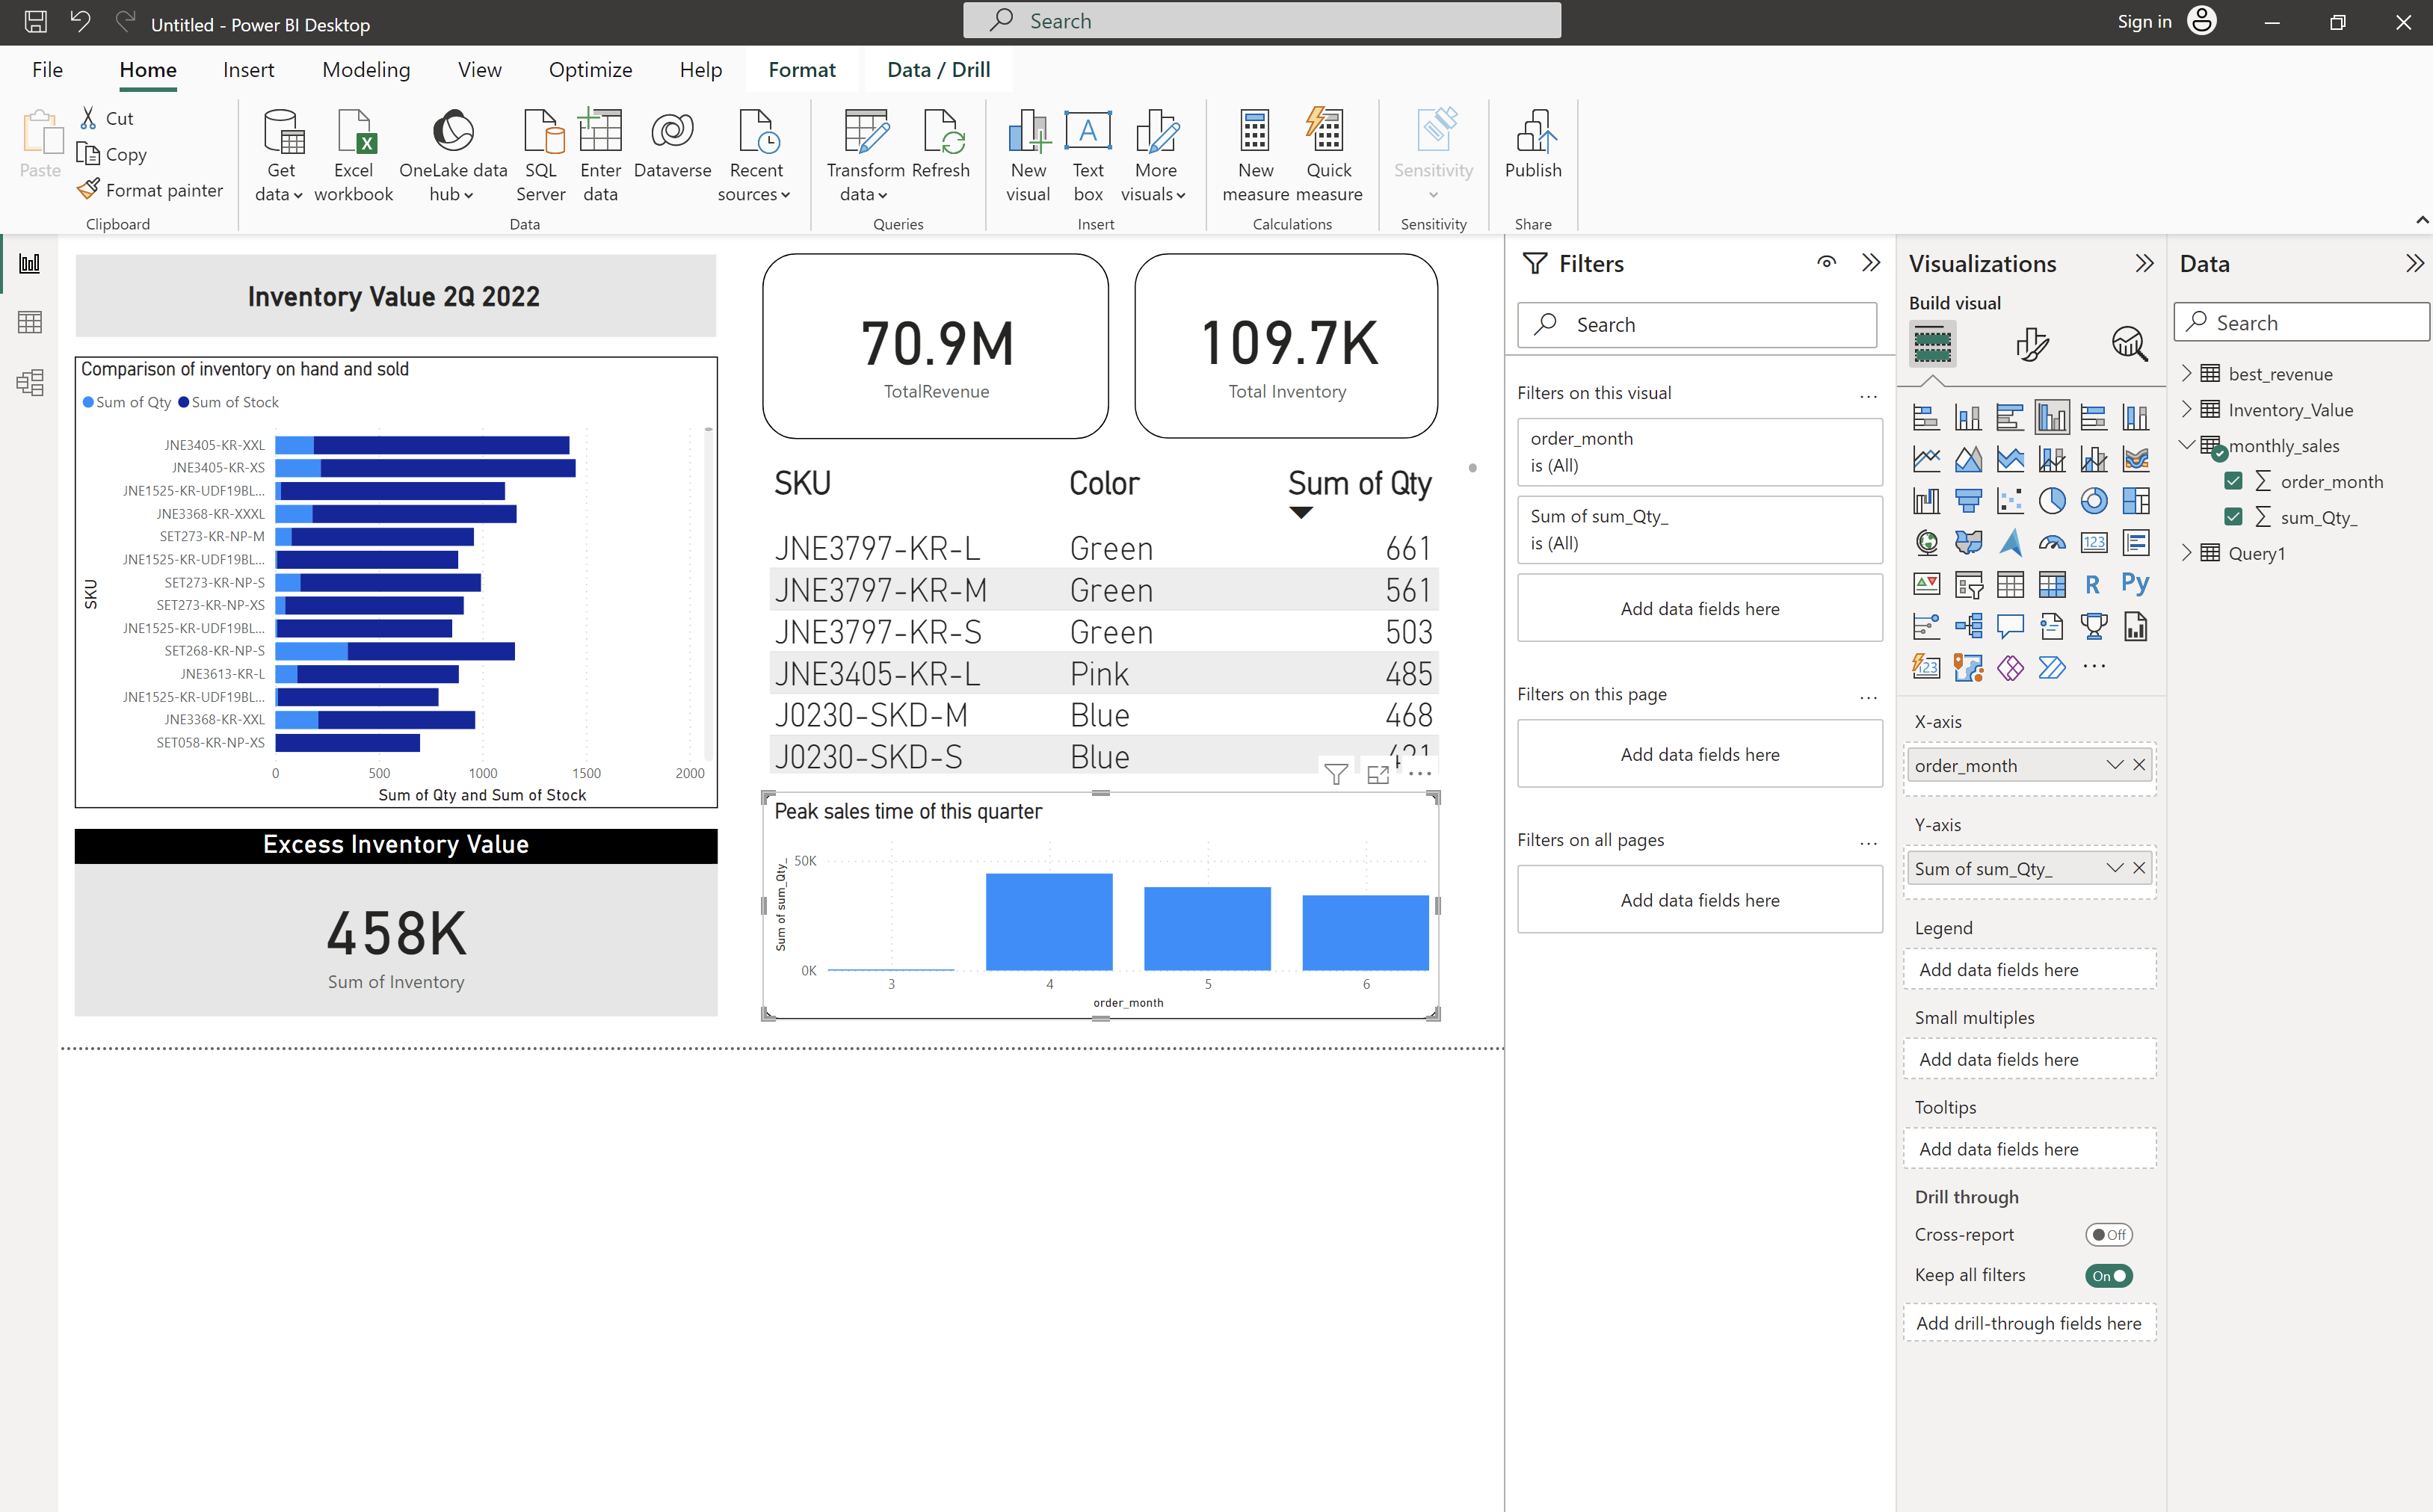 Untitled - Power BI Desktop
Search
Sign in
File Home Insert Modeling View Optimize Help Format Data / Drill
Paste
Cut
Copy
Format painter
Clipboard
Get data
Excel workbook
OneLake data hub
SQL Server
Enter data
Dataverse
Recent sources
Data
Transform data
Refresh
Queries
New visual
Text box
More visuals
Insert
New measure
Quick measure
Calculations
Sensitivity
Sensitivity
Publish
Share
Inventory Value 2Q 2022
Comparison of inventory on hand and sold
Sum of Qty Sum of Stock
SKU
JNE3405-KR-XXL
JNE3405-KR-XS
JNE1525-KR-UDF19BL...
JNE3368-KR-XXXL
SET273-KR-NP-M
JNE1525-KR-UDF19BL...
SET273-KR-NP-S
SET273-KR-NP-XS
JNE1525-KR-UDF19BL...
SET268-KR-NP-S
JNE3613-KR-L
JNE1525-KR-UDF19BL...
JNE3368-KR-XXL
SET058-KR-NP-XS
0 500 1000 1500 2000
Sum of Qty and Sum of Stock
Excess Inventory Value
458K
Sum of Inventory
70.9M
TotalRevenue
109.7K
Total Inventory
SKU Color Sum of Qty
JNE3797-KR-L Green 661
JNE3797-KR-M Green 561
JNE3797-KR-S Green 503
JNE3405-KR-L Pink 485
J0230-SKD-M Blue 468
J0230-SKD-S Blue
Peak sales time of this quarter
Sum of sum_Qty_
50K
0K
3 4 5 6
order_month
Filters
Search
Filters on this visual
order_month
is (All)
Sum of sum_Qty_
is (All)
Add data fields here
Filters on this page
Add data fields here
Filters on all pages
Add data fields here
Visualizations
Build visual
123
R
Py
123
X-axis
order_month
Y-axis
Sum of sum_Qty_
Legend
Add data fields here
Small multiples
Add data fields here
Tooltips
Add data fields here
Drill through
Cross-report Off
Keep all filters On
Add drill-through fields here
Data
Search
best_revenue
Inventory_Value
monthly_sales
order_month
sum_Qty_
Query1